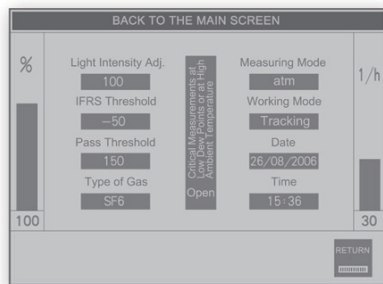 BACK TO THE MAIN SCREEN
%
100
Light Intensity Adj.
100
IFRS Threshold
−50
Pass Threshold
150
Type of Gas
SF6
Critical Measurements at
Low Dew Points or at High
Ambient Temperature
Open
Measuring Mode
atm
Working Mode
Tracking
Date
26/08/2006
Time
15:36
1/h
30
RETURN